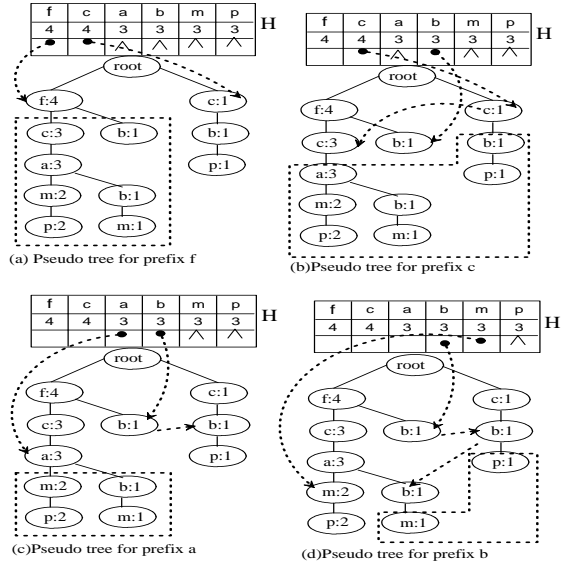 f c a b m p
4 4 3 3 3 3
H
root
f:4 c:1
c:3 b:1 b:1
a:3 p:1
m:2 b:1
p:2 m:1
(a) Pseudo tree for prefix f
f c a b m p
4 4 3 3 3 3
H
root
f:4 c:1
c:3 b:1 b:1
a:3 p:1
m:2 b:1
p:2 m:1
(b)Pseudo tree for prefix c
f c a b m p
4 4 3 3 3 3
H
root
f:4 c:1
c:3 b:1 b:1
a:3 p:1
m:2 b:1
p:2 m:1
(c)Pseudo tree for prefix a
f c a b m p
4 4 3 3 3 3
H
root
f:4 c:1
c:3 b:1 b:1
a:3 p:1
m:2 b:1
p:2 m:1
(d)Pseudo tree for prefix b